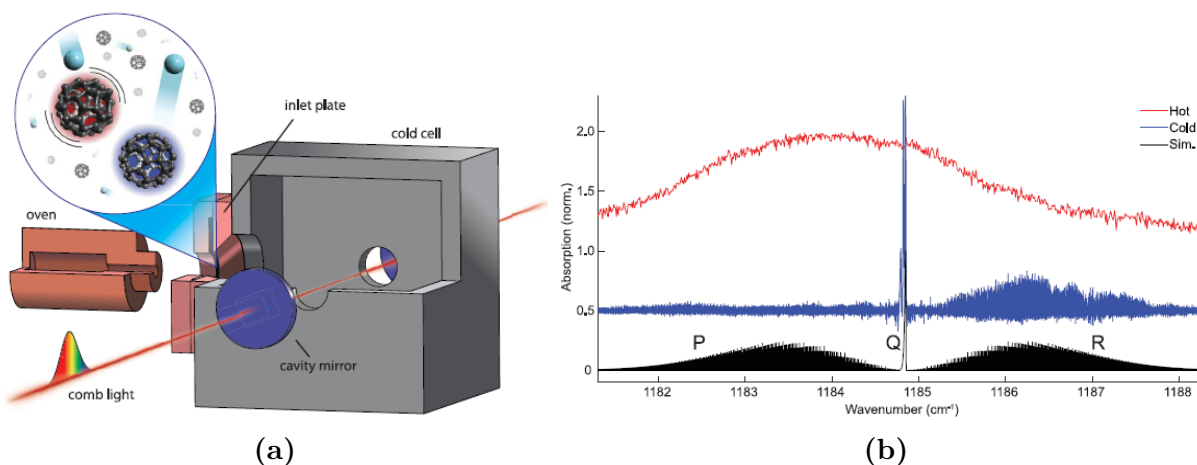 inlet plate
cold cell
oven
cavity mirror
comb light
(a)
Hot
Cold
Sim.
Absorption (norm.)
2.0
1.5
1.0
0.5
0
P
Q
R
1182
1183
1184
1185
1186
1187
1188
Wavenumber (cm⁻¹)
(b)